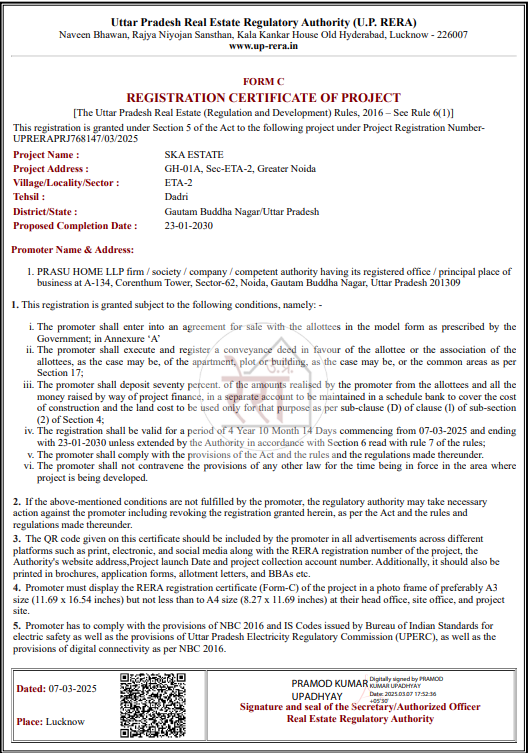 Uttar Pradesh Real Estate Regulatory Authority (U.P. RERA)
Naveen Bhawan, Rajya Niyojan Sansthan, Kala Kankar House Old Hyderabad, Lucknow - 226007
www.up-rera.in
FORM C
REGISTRATION CERTIFICATE OF PROJECT
[The Uttar Pradesh Real Estate (Regulation and Development) Rules, 2016 – See Rule 6(1)]
This registration is granted under Section 5 of the Act to the following project under Project Registration Number-
UPRERAPRJ768147/03/2025
Project Name : SKA ESTATE
Project Address : GH-01A, Sec-ETA-2, Greater Noida
Village/Locality/Sector : ETA-2
Tehsil : Dadri
District/State : Gautam Buddha Nagar/Uttar Pradesh
Proposed Completion Date : 23-01-2030
Promoter Name & Address:
1. PRASU HOME LLP firm / society / company / competent authority having its registered office / principal place of
business at A-134, Corenthum Tower, Sector-62, Noida, Gautam Buddha Nagar, Uttar Pradesh 201309
1. This registration is granted subject to the following conditions, namely: -
i. The promoter shall enter into an agreement for sale with the allottees in the model form as prescribed by the
Government; in Annexure ‘A’
ii. The promoter shall execute and register a conveyance deed in favour of the allottee or the association of the
allottees, as the case may be, of the apartment plot or building, as the case may be, or the common areas as per
Section 17;
iii. The promoter shall deposit seventy percent, of the amounts realised by the promoter from the allottees and all the
money raised by way of project finance, in a separate account to be maintained in a schedule bank to cover the cost
of construction and the land cost to be used only for that purpose as per sub-clause (D) of clause (l) of sub-section
(2) of Section 4;
iv. The registration shall be valid for a period of 4 Year 10 Month 14 Days commencing from 07-03-2025 and ending
with 23-01-2030 unless extended by the Authority in accordance with Section 6 read with rule 7 of the rules;
v. The promoter shall comply with the provisions of the Act and the rules and the regulations made thereunder.
vi. The promoter shall not contravene the provisions of any other law for the time being in force in the area where
project is being developed.
2. If the above-mentioned conditions are not fulfilled by the promoter, the regulatory authority may take necessary
action against the promoter including revoking the registration granted herein, as per the Act and the rules and
regulations made thereunder.
3. The QR code given on this certificate should be included by the promoter in all advertisements across different
platforms such as print, electronic, and social media along with the RERA registration number of the project, the
Authority's website address,Project launch Date and project collection account number. Additionally, it should also be
printed in brochures, application forms, allotment letters, and BBAs etc.
4. Promoter must display the RERA registration certificate (Form-C) of the project in a photo frame of preferably A3
size (11.69 x 16.54 inches) but not less than to A4 size (8.27 x 11.69 inches) at their head office, site office, and project
site.
5. Promoter has to comply with the provisions of NBC 2016 and IS Codes issued by Bureau of Indian Standards for
electric safety as well as the provisions of Uttar Pradesh Electricity Regulatory Commission (UPERC), as well as the
provisions of digital connectivity as per NBC 2016.
Dated: 07-03-2025
Place: Lucknow
PRAMOD KUMAR
UPADHYAY
Digitally signed by PRAMOD
KUMAR UPADHYAY
Date: 2025.03.07 17:52:56
+05'30'
Signature and seal of the Secretary/Authorized Officer
Real Estate Regulatory Authority